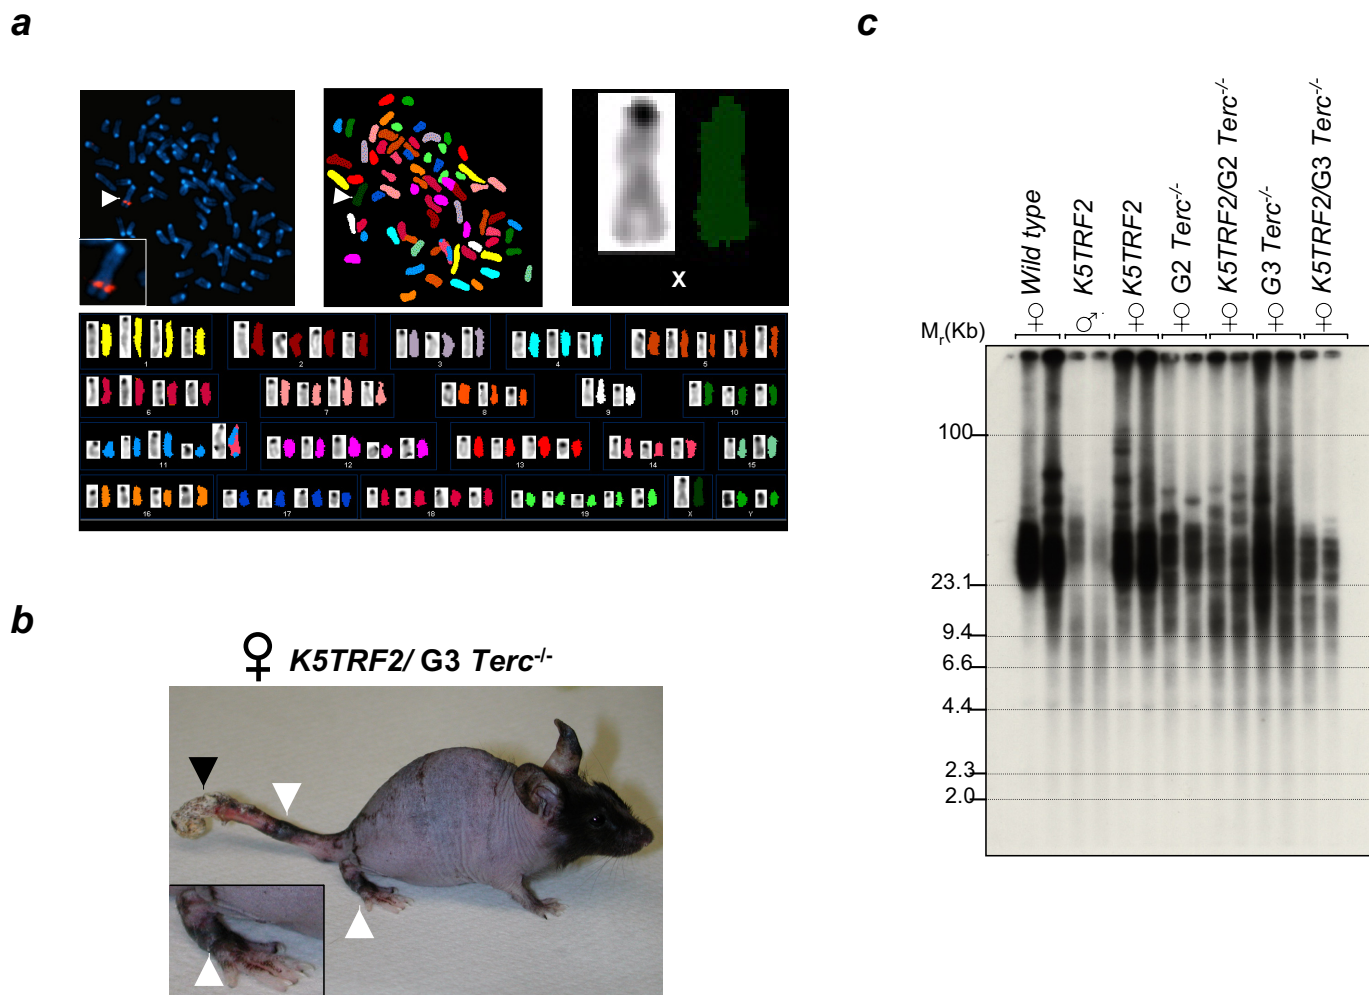 a
X
1 2 3 4 5
6 7 8 9 10
11 12 13 14 15
16 17 18 19 X Y
b
♀ K5TRF2/ G3 Terc-/-
c
♀ Wild type
♂ K5TRF2
♀ K5TRF2
♀ G2 Terc-/-
♀ K5TRF2/G2 Terc-/-
♀ G3 Terc-/-
♀ K5TRF2/G3 Terc-/-
Mr(Kb)
100
23.1
9.4
6.6
4.4
2.3
2.0